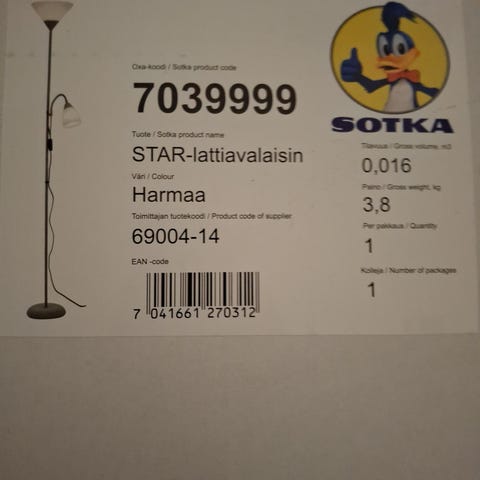 Oxa-koodi / Sotka product code
7039999
Tuote / Sotka product name
STAR-lattiavalaisin
Väri / Colour
Harmaa
Toimittajan tuotekoodi / Product code of supplier
69004-14
EAN -code
7 041661 270312
SOTKA
Tilavuus / Gross volume, m3
0,016
Paino / Gross weight, kg
3,8
Per pakkaus / Quantity
1
Kolleja / Number of packages
1